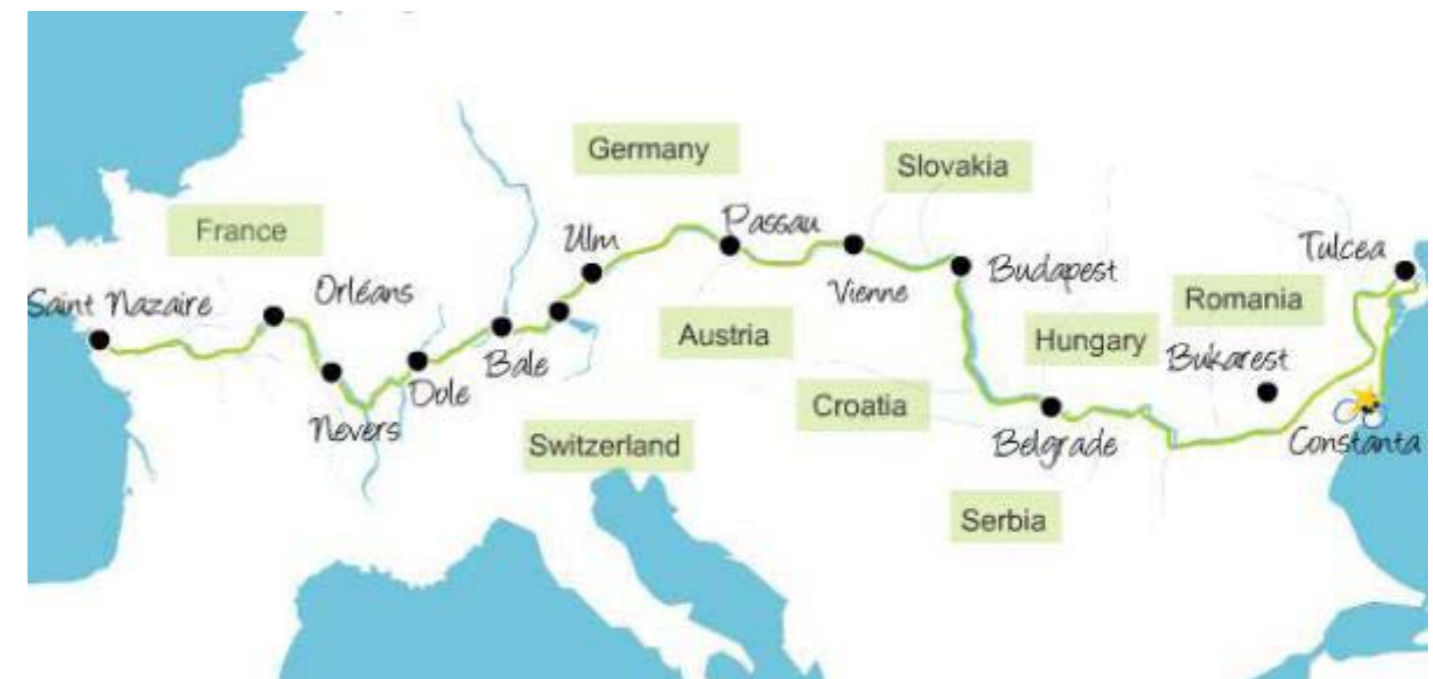 Germany
Slovakia
France
Passau
Ulm
Tulcea
Saint Nazaire
Orléans
Budapest
Vienne
Romania
Austria
Hungary
Bukarest
Bale
Dole
Croatia
Nevers
Switzerland
Belgrade
Constanta
Serbia